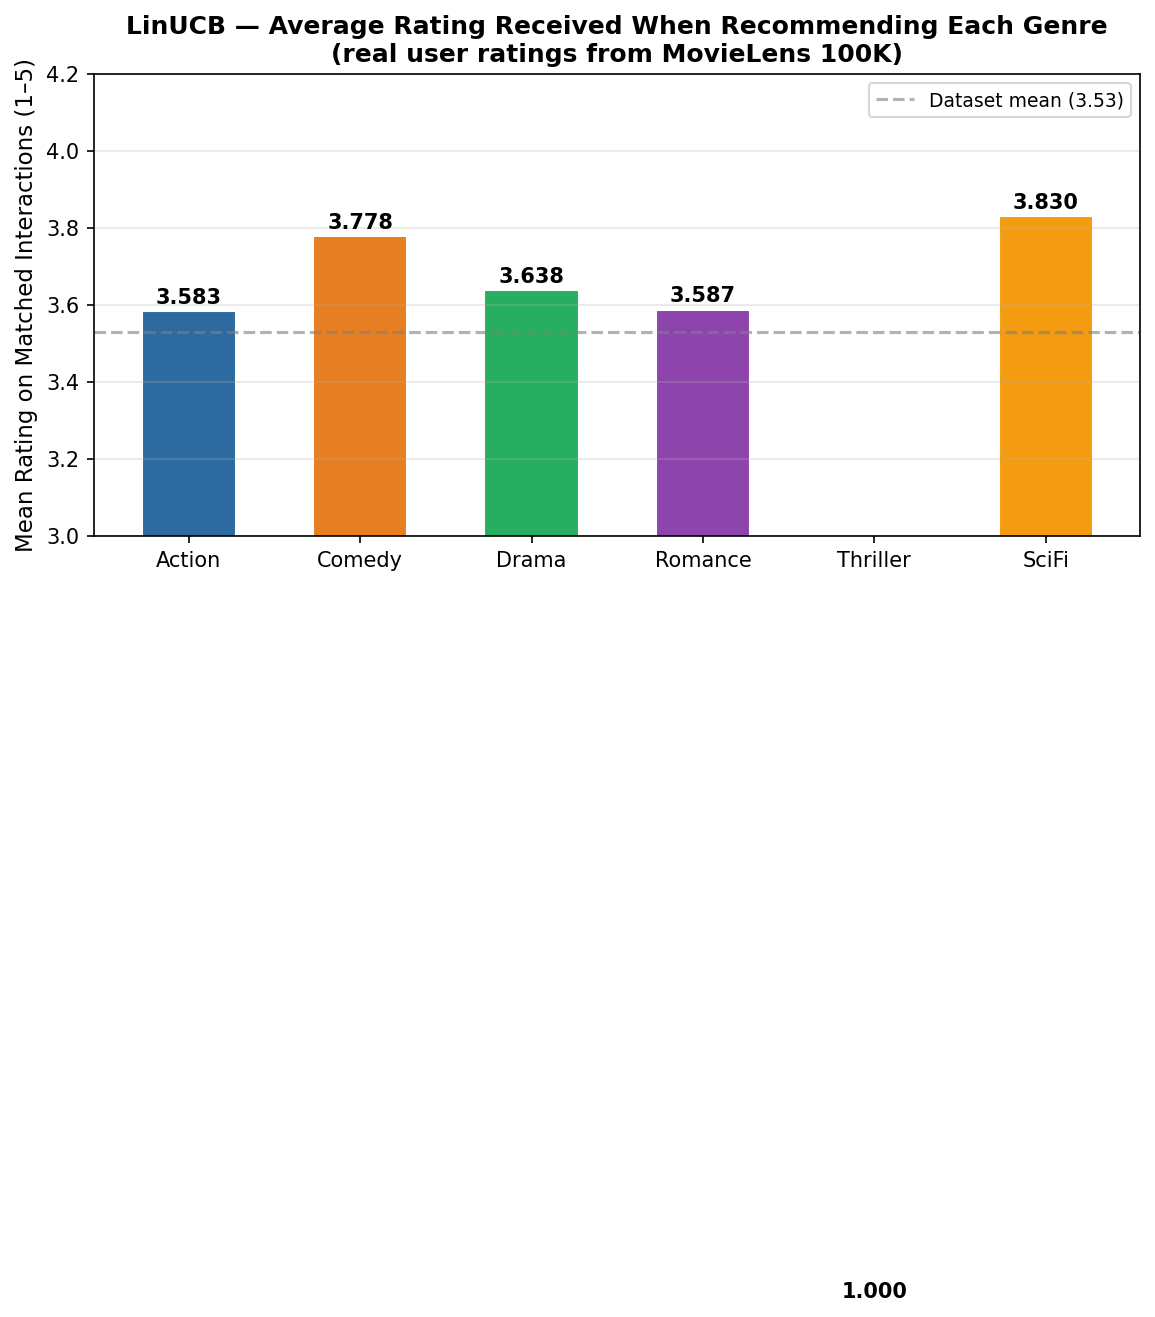 LinUCB — Average Rating Received When Recommending Each Genre
(real user ratings from MovieLens 100K)
Mean Rating on Matched Interactions (1–5)
4.2
4.0
3.8
3.6
3.4
3.2
3.0
Dataset mean (3.53)
3.583
3.778
3.638
3.587
3.830
Action
Comedy
Drama
Romance
Thriller
SciFi
1.000